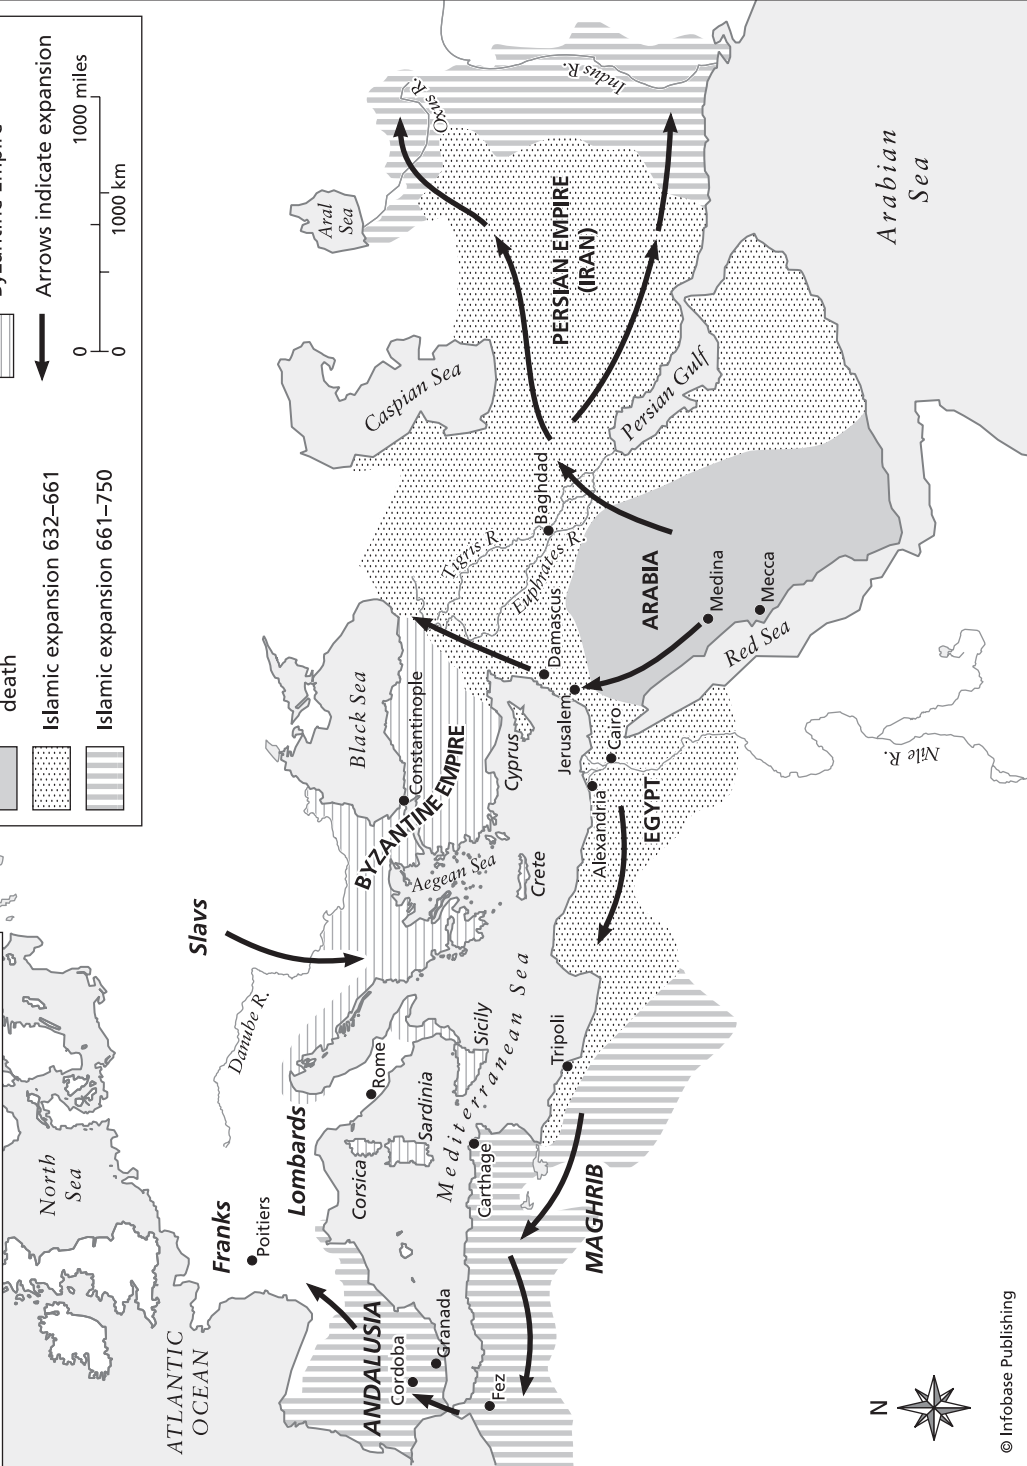 death
Islamic expansion 632–661
Islamic expansion 661–750
Arrows indicate expansion
0
1000 miles
0
1000 km
ATLANTIC
OCEAN
North
Sea
Franks
Poitiers
Lombards
Slavs
Danube R.
Corsica
Sardinia
Rome
Sicily
Mediterranean Sea
ANDALUSIA
Cordoba
Granada
Fez
MAGHRIB
Carthage
Tripoli
Black Sea
Constantinople
BYZANTINE EMPIRE
Aegean Sea
Crete
Cyprus
Alexandria
Cairo
EGYPT
Nile R.
Jerusalem
Damascus
ARABIA
Medina
Mecca
Red Sea
Tigris R.
Euphrates R.
Baghdad
Caspian Sea
Persian Gulf
PERSIAN EMPIRE
(IRAN)
Aral
Sea
Oxus R.
Indus R.
Arabian
Sea
N
© Infobase Publishing